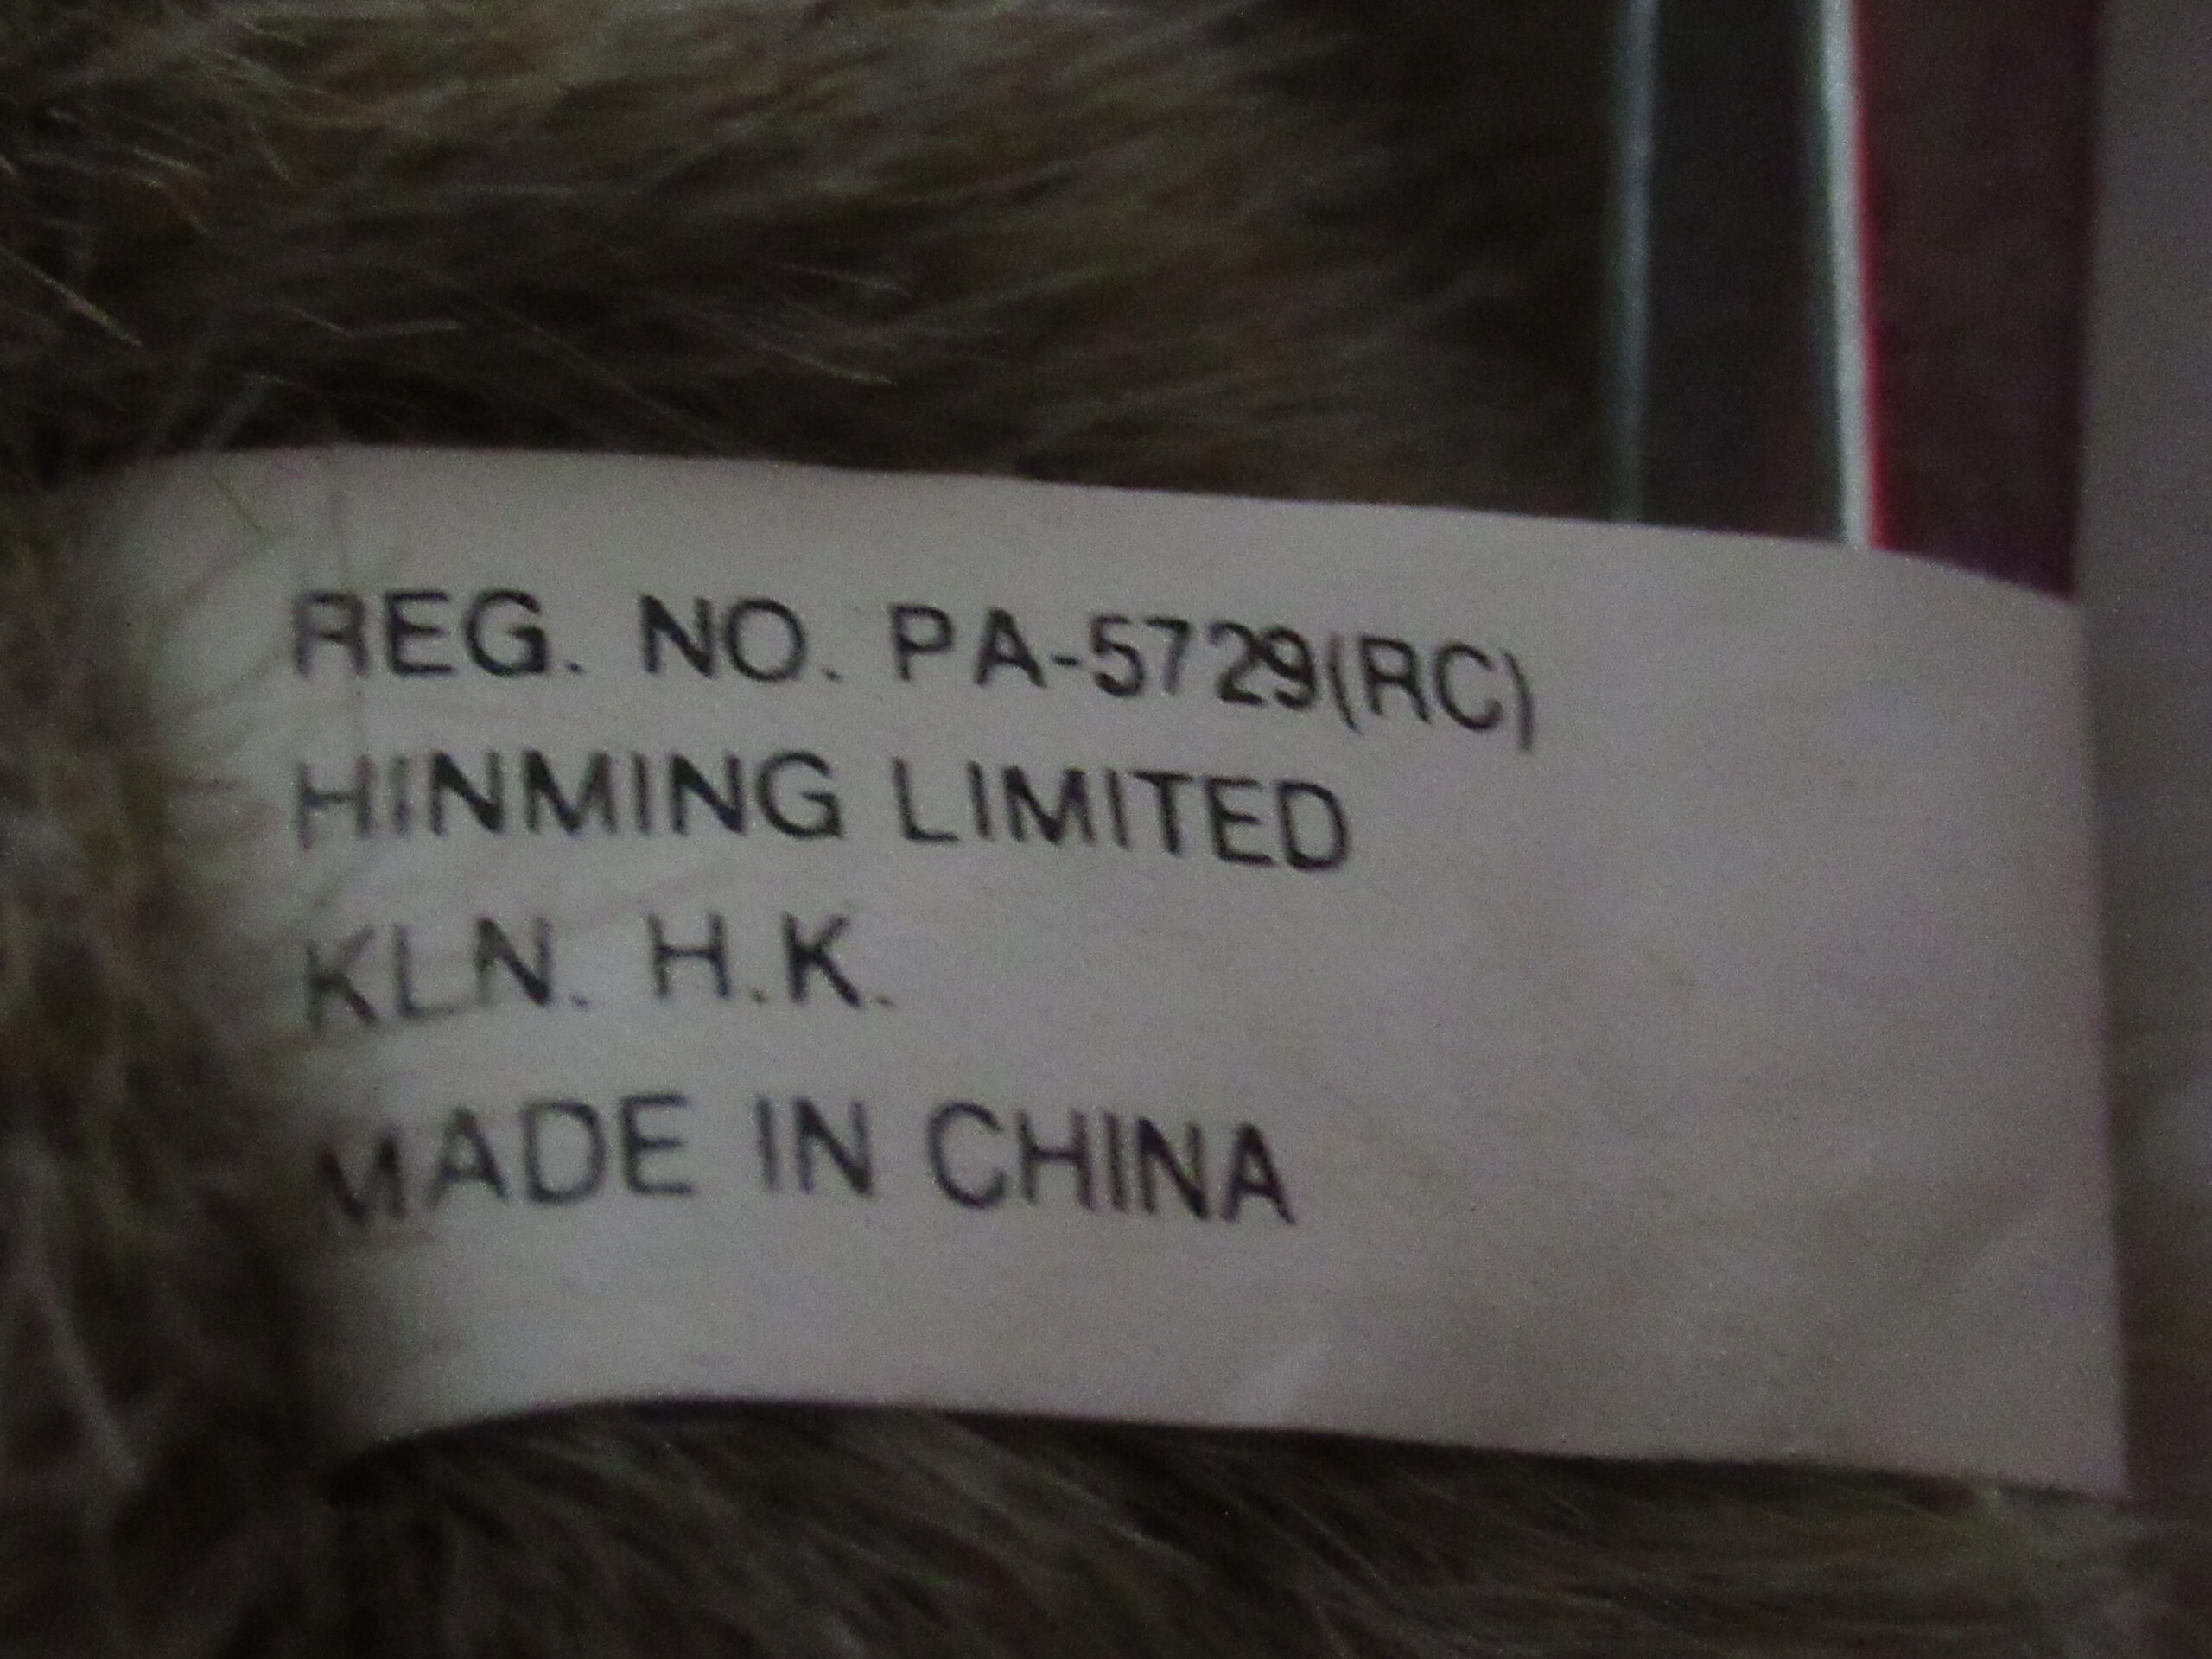 REG. NO. PA-5729(RC)
HINMING LIMITED
KLN. H.K.
MADE IN CHINA